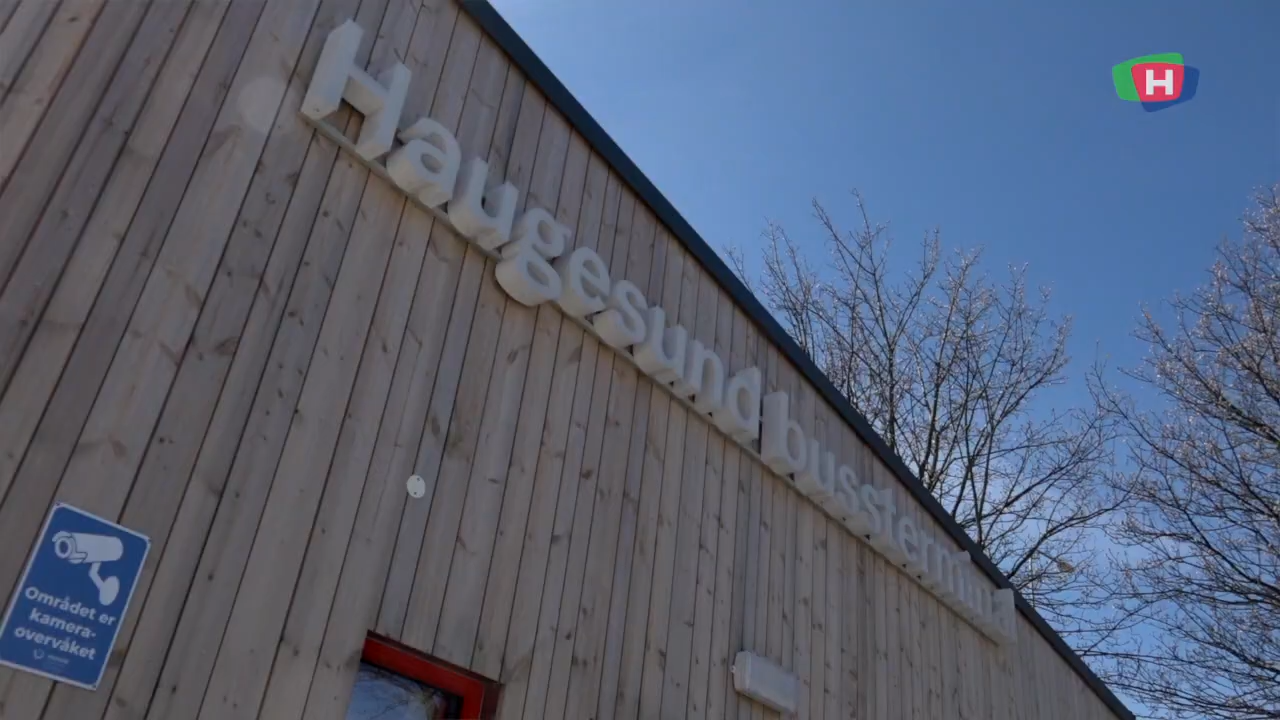 H
Haugesund bussterminal
Området er
kamera-
overvåket